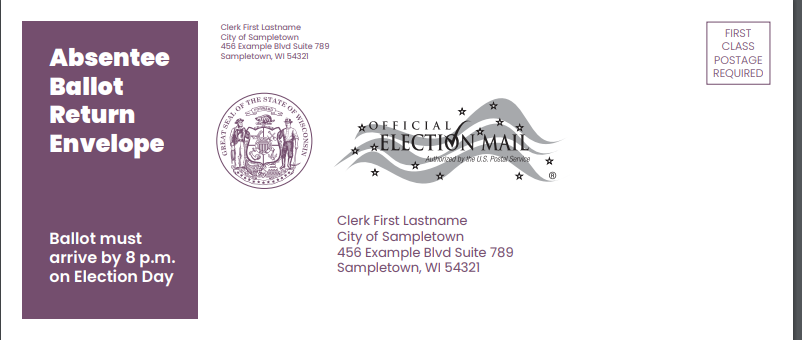 Absentee
Ballot
Return
Envelope
Ballot must
arrive by 8 p.m.
on Election Day
Clerk First Lastname
City of Sampletown
456 Example Blvd Suite 789
Sampletown, WI 54321
FIRST
CLASS
POSTAGE
REQUIRED
GREAT SEAL OF THE STATE OF WISCONSIN
OFFICIAL
ELECTION MAIL
Authorized by the U.S. Postal Service
®
Clerk First Lastname
City of Sampletown
456 Example Blvd Suite 789
Sampletown, WI 54321